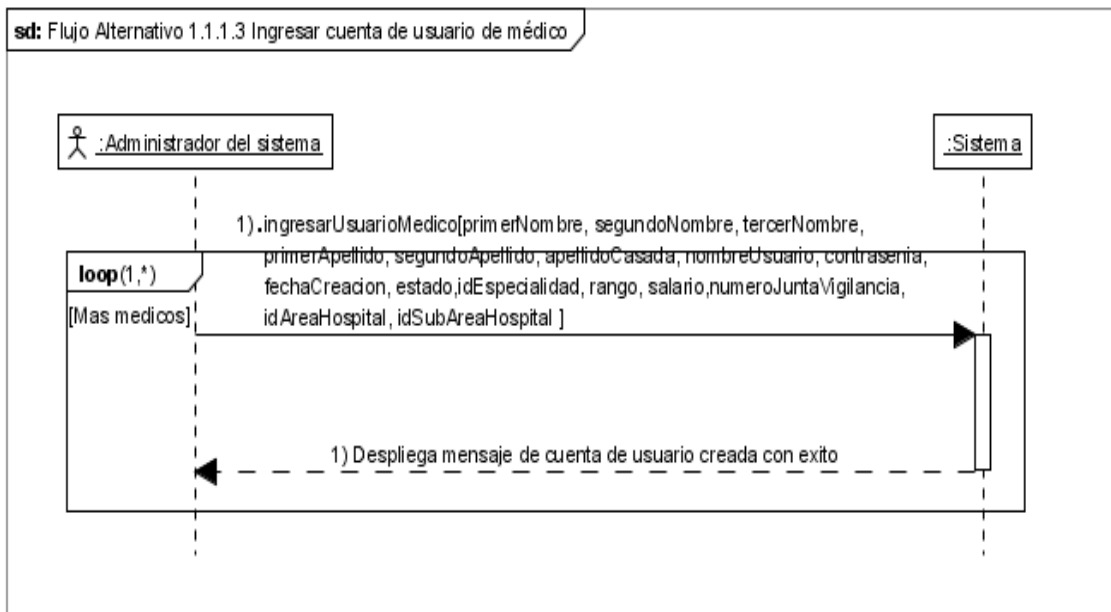 sd: Flujo Alternativo 1.1.1.3 Ingresar cuenta de usuario de médico
:Administrador del sistema
:Sistema
1).ingresarUsuarioMedico[primerNombre, segundoNombre, tercerNombre,
primerApellido, segundoApellido, apellidoCasada, nombreUsuario, contrasenia,
loop(1,*)
fechaCreacion, estado,idEspecialidad, rango, salario,numeroJuntaVigilancia,
[Mas medicos]
idAreaHospital, idSubAreaHospital ]
1) Despliega mensaje de cuenta de usuario creada con exito